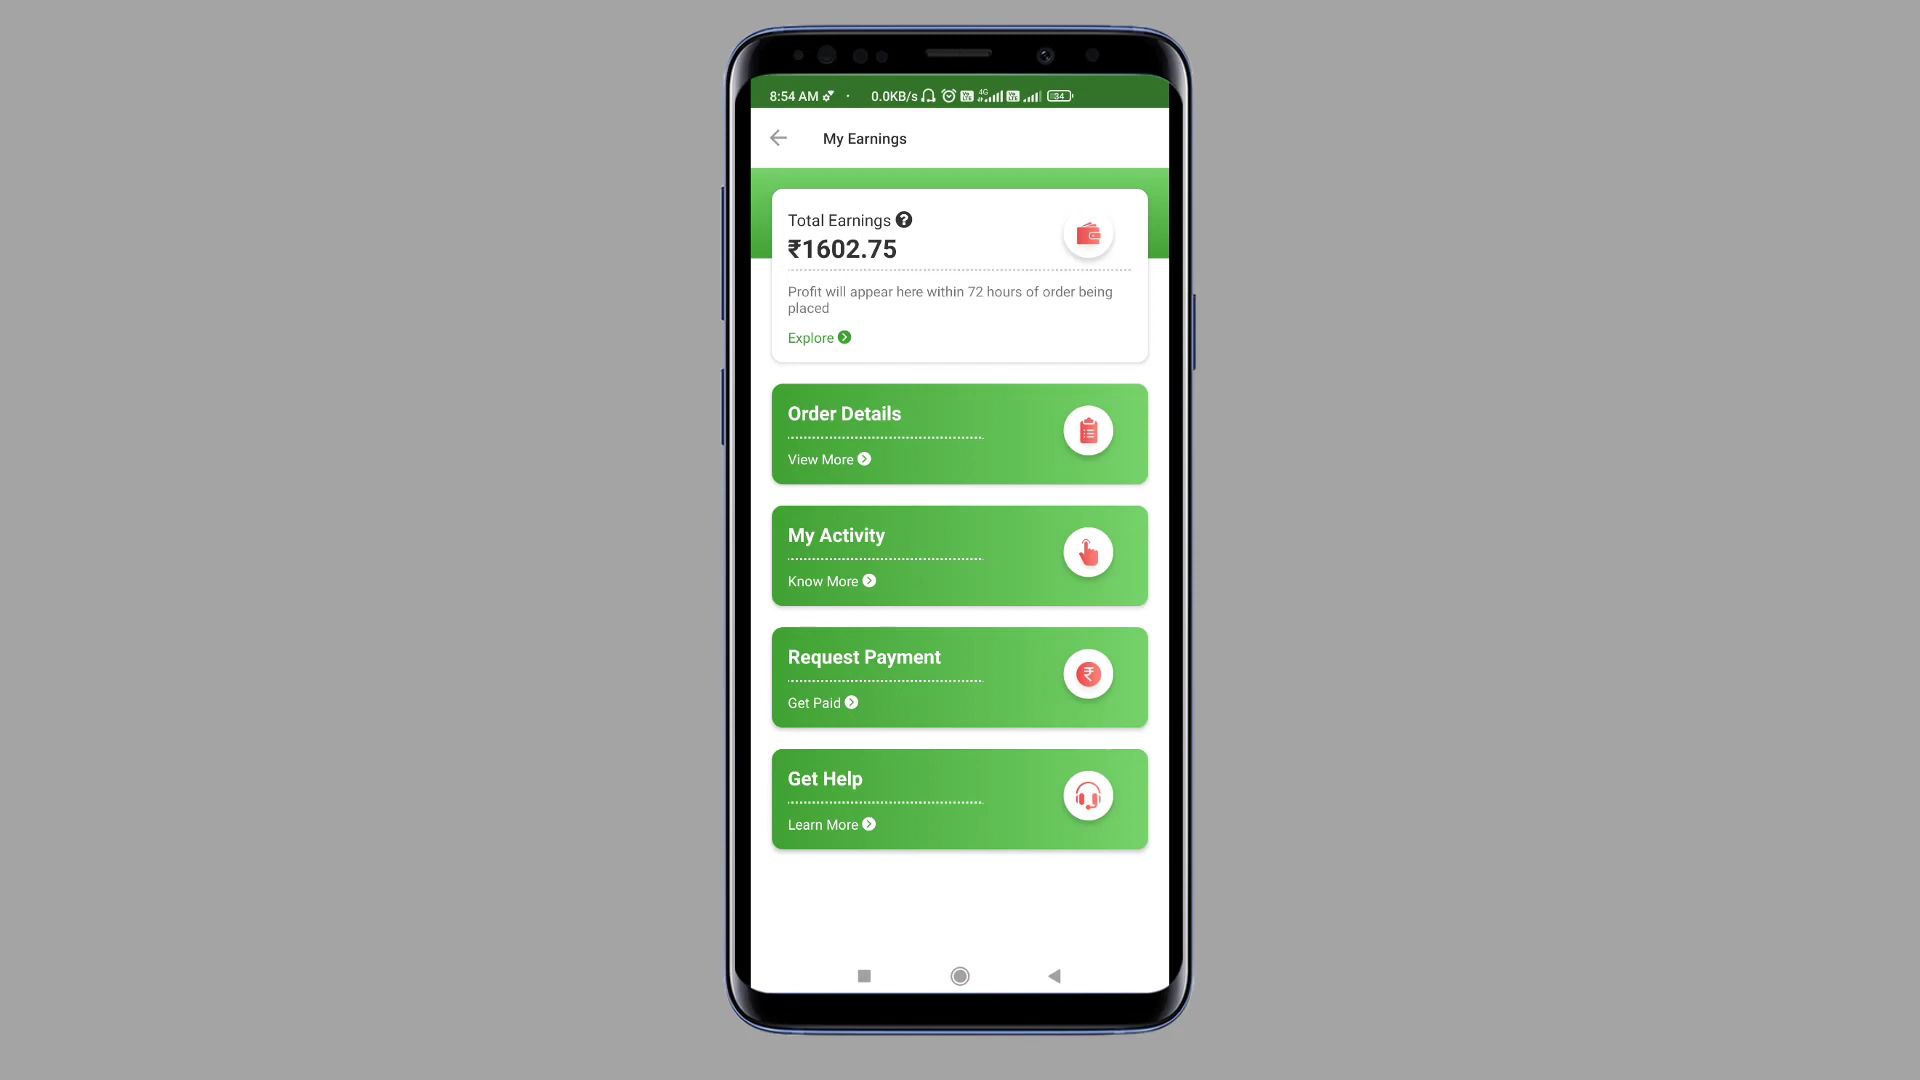 8:54 AM 0.0KB/s 4G 34
My Earnings
Total Earnings ?
₹1602.75
Profit will appear here within 72 hours of order being
placed
Explore
Order Details
View More
My Activity
Know More
Request Payment
₹
Get Paid
Get Help
Learn More